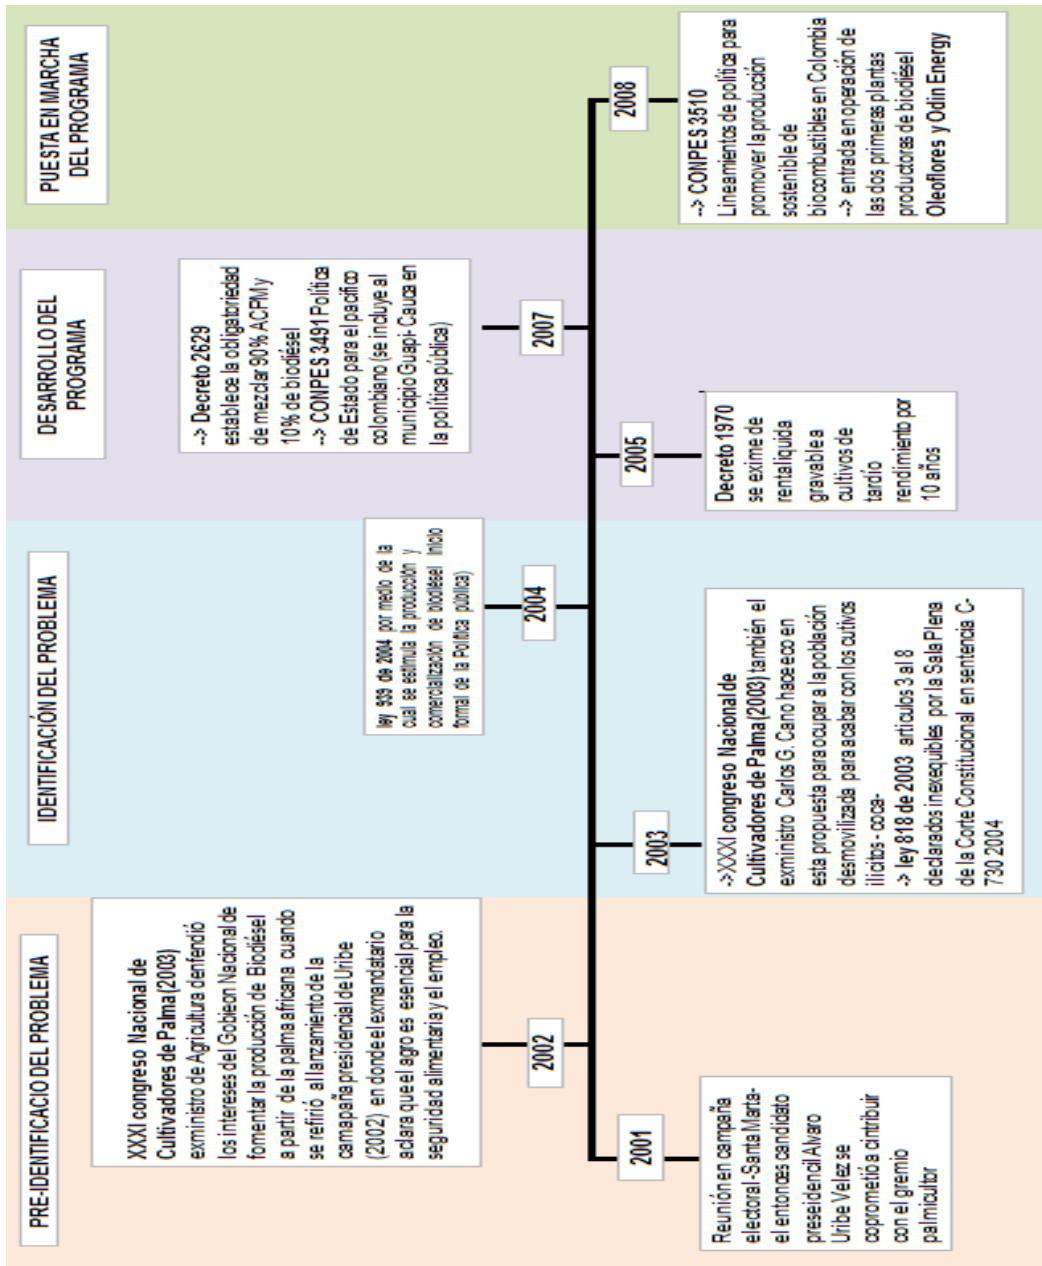 PRE-IDENTIFICACIO DEL PROBLEMA
IDENTIFICACIÓN DEL PROBLEMA
DESARROLLO DEL
PROGRAMA
PUESTA EN MARCHA
DEL PROGRAMA
XXXI congreso Nacional de
Cultivadores de Palma(2003)
exministro de Agricultura denfendió
los intereses del Gobieron Nacional de
fomentar la producción de Biodiésel
a partir de la palma africana cuando
se refirió al lanzamiento de la
camapaña presidencial de Uribe
(2002) en donde el exmandatario
aclara que el agro es esencial para la
seguridad alimentaria y el empleo.
ley 939 de 2004 por medio de la
cual se estimula la producción y
comercialización de biodiésel Inicio
formal de la Política pública)
--> Decreto 2629
establece la obligatoriedad
de mezclar 90% ACPM y
10% de biodiésel
--> CONPES 3491 Política
de Estado para el pacífico
colombiano (se incluye al
municipio Guapi- Cauca en
la política pública)
2002
2004
2007
2001
2003
2005
2008
Reunión en campaña
electoral -Santa Marta-
el entonces candidato
preseidencil Alvaro
Uribe Velez se
coprometió a cintribuir
con el gremio
palmicultor
->XXXI congreso Nacional de
Cultivadores de Palma(2003) también el
exministro Carlos G. Cano hace eco en
esta propuesta para ocupar a la población
desmovilizada para acabar con los cutivos
ilicitos - coca-
-> ley 818 de 2003 artículos 3 al 8
declarados inexequibles por la Sala Plena
de la Corte Constitucional en sentencia C-
730 2004
Decreto 1970
se exime de
renta liquida
gravable a
cultivos de
tardío
rendimiento por
10 años
--> CONPES 3510
Lineamientos de política para
promover la producción
sostenible de
biocombustibles en Colombia
--> entrada en operación de
las dos primeras plantas
productoras de biodiésel
Oleoflores y Odin Energy